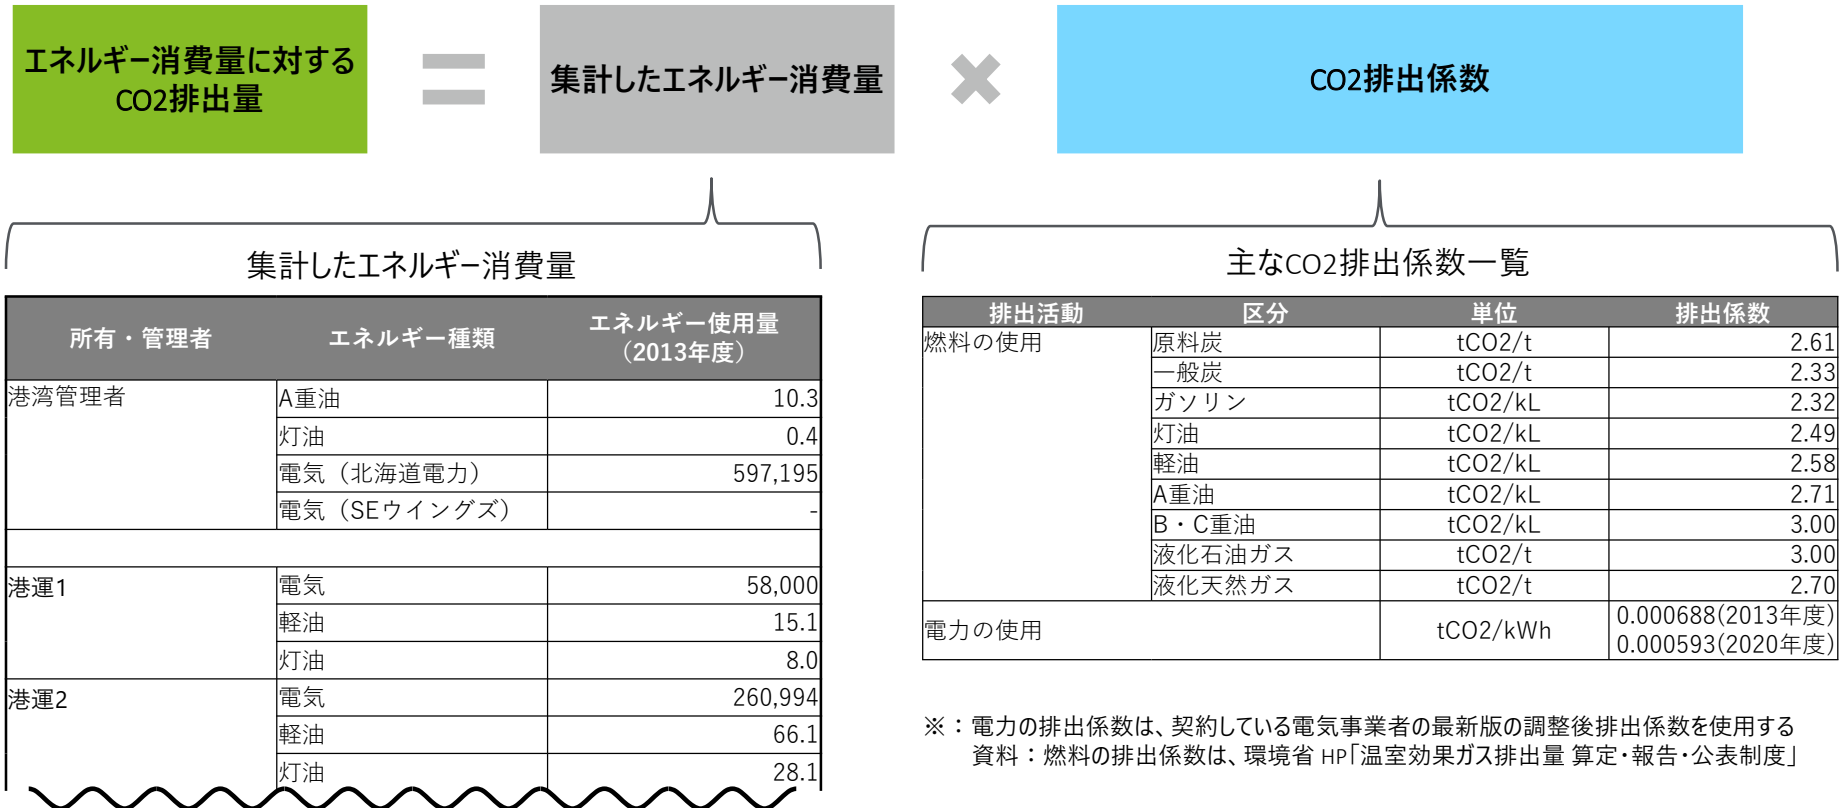 エネルギー消費量に対する
CO2排出量
＝
集計したエネルギー消費量
×
CO2排出係数
集計したエネルギー消費量
所有・管理者 エネルギー種類 エネルギー使用量
（2013年度）
港湾管理者 A重油 10.3
灯油 0.4
電気（北海道電力） 597,195
電気（SEウイングズ） -
港運1 電気 58,000
軽油 15.1
灯油 8.0
港運2 電気 260,994
軽油 66.1
灯油 28.1
主なCO2排出係数一覧
排出活動 区分 単位 排出係数
燃料の使用 原料炭 tCO2/t 2.61
一般炭 tCO2/t 2.33
ガソリン tCO2/kL 2.32
灯油 tCO2/kL 2.49
軽油 tCO2/kL 2.58
A重油 tCO2/kL 2.71
B・C重油 tCO2/kL 3.00
液化石油ガス tCO2/t 3.00
液化天然ガス tCO2/t 2.70
電力の使用 tCO2/kWh 0.000688(2013年度)
0.000593(2020年度)
※：電力の排出係数は、契約している電気事業者の最新版の調整後排出係数を使用する
資料：燃料の排出係数は、環境省 HP「温室効果ガス排出量 算定・報告・公表制度」